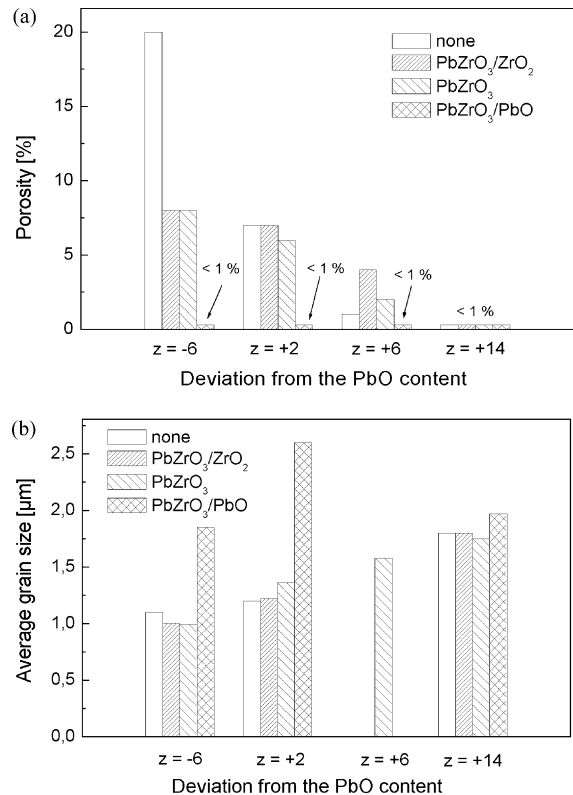 (a)
20
15
10
5
0
Porosity [%]
none
PbZrO₃/ZrO₂
PbZrO₃
PbZrO₃/PbO
< 1 %
< 1 %
< 1 %
< 1 %
z = -6 z = +2 z = +6 z = +14
Deviation from the PbO content
(b)
2,5
2,0
1,5
1,0
0,5
0,0
Average grain size [µm]
none
PbZrO₃/ZrO₂
PbZrO₃
PbZrO₃/PbO
z = -6 z = +2 z = +6 z = +14
Deviation from the PbO content